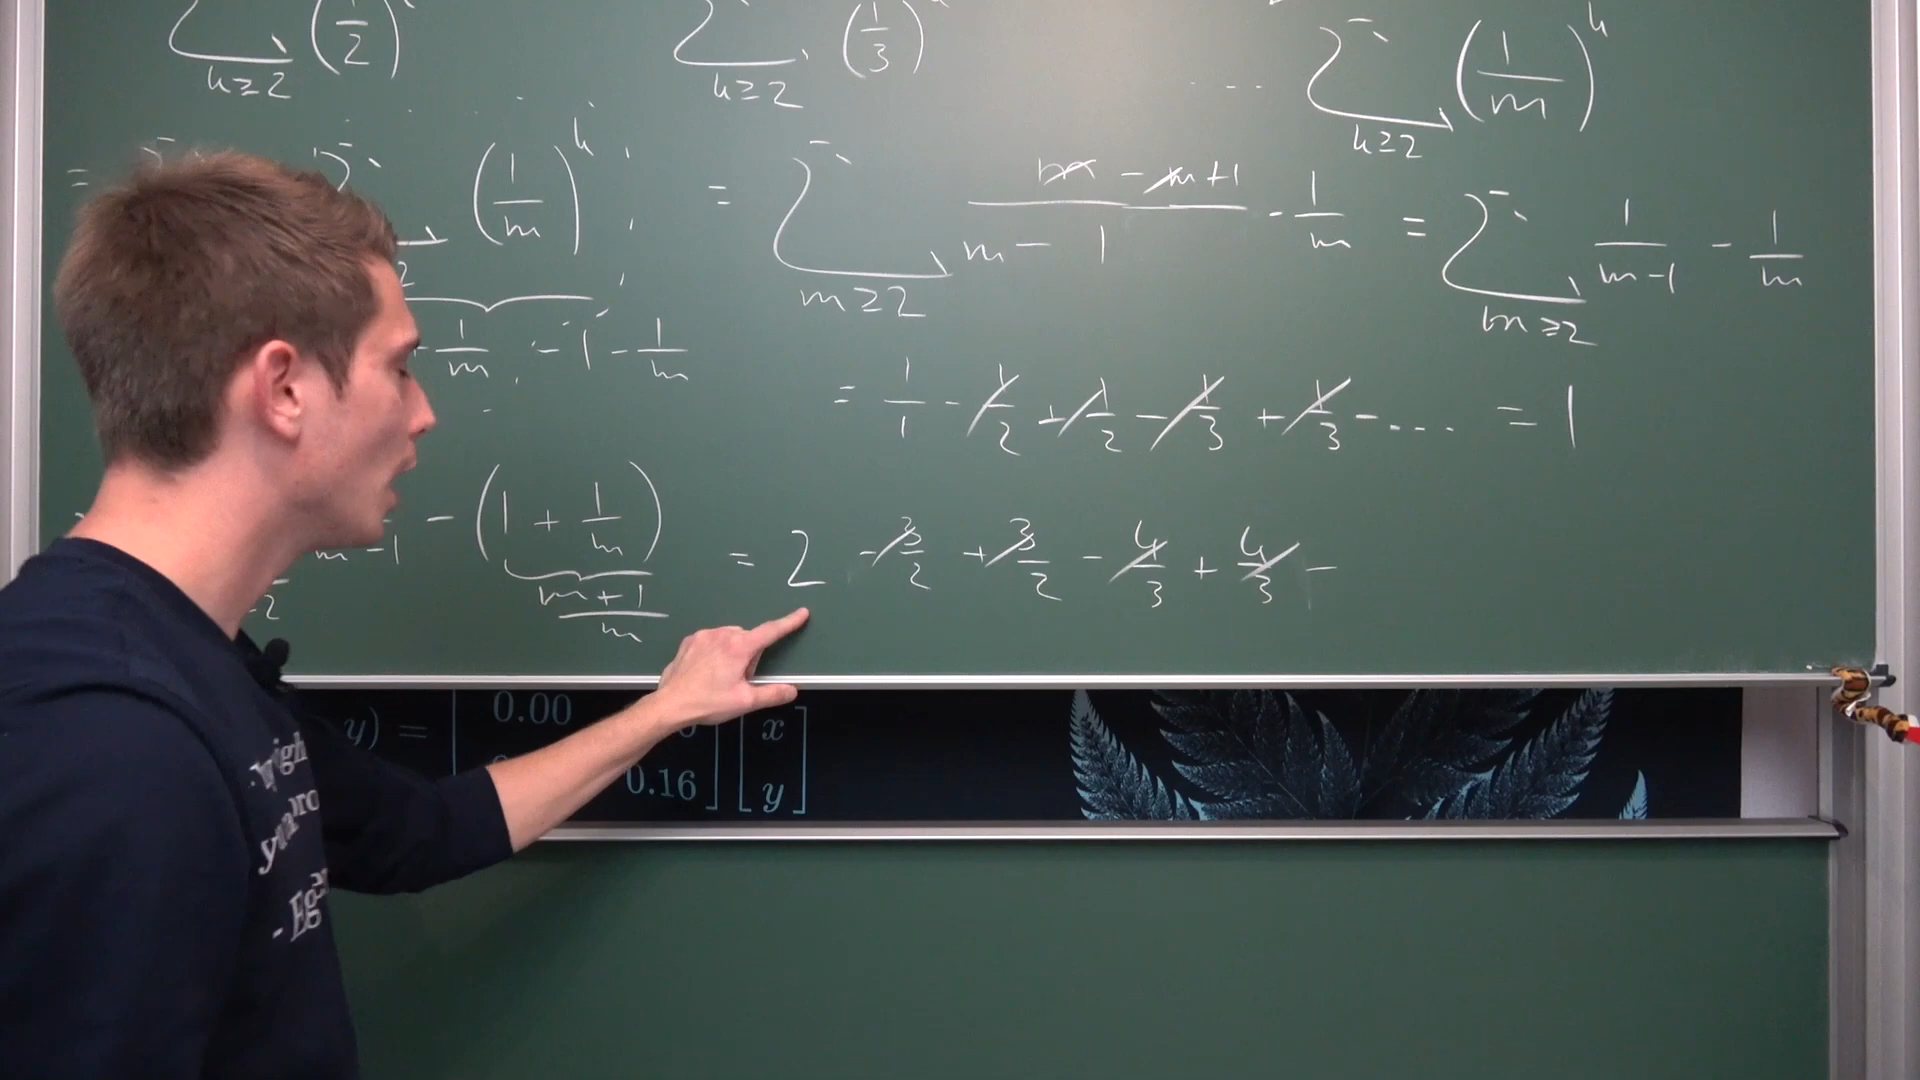 ∑_{k≥2} (1/2)^k ∑_{k≥2} (1/3)^k ... ∑_{k≥2} (1/m)^k
= ∑ (1/m)^k = ∑_{m≥2} (m-m+1)/(m-1) - 1/m = ∑_{m≥2} 1/(m-1) - 1/m
1/m - 1 - 1/m
= 1/1 - 1/2 + 1/2 - 1/3 + 1/3 - .... = 1
m-1 - (1 + 1/m) = 2 - 3/2 + 3/2 - 4/3 + 4/3 -
(m+1)/m
y) = [ 0.00 ] [ x
0.16 ] y ]